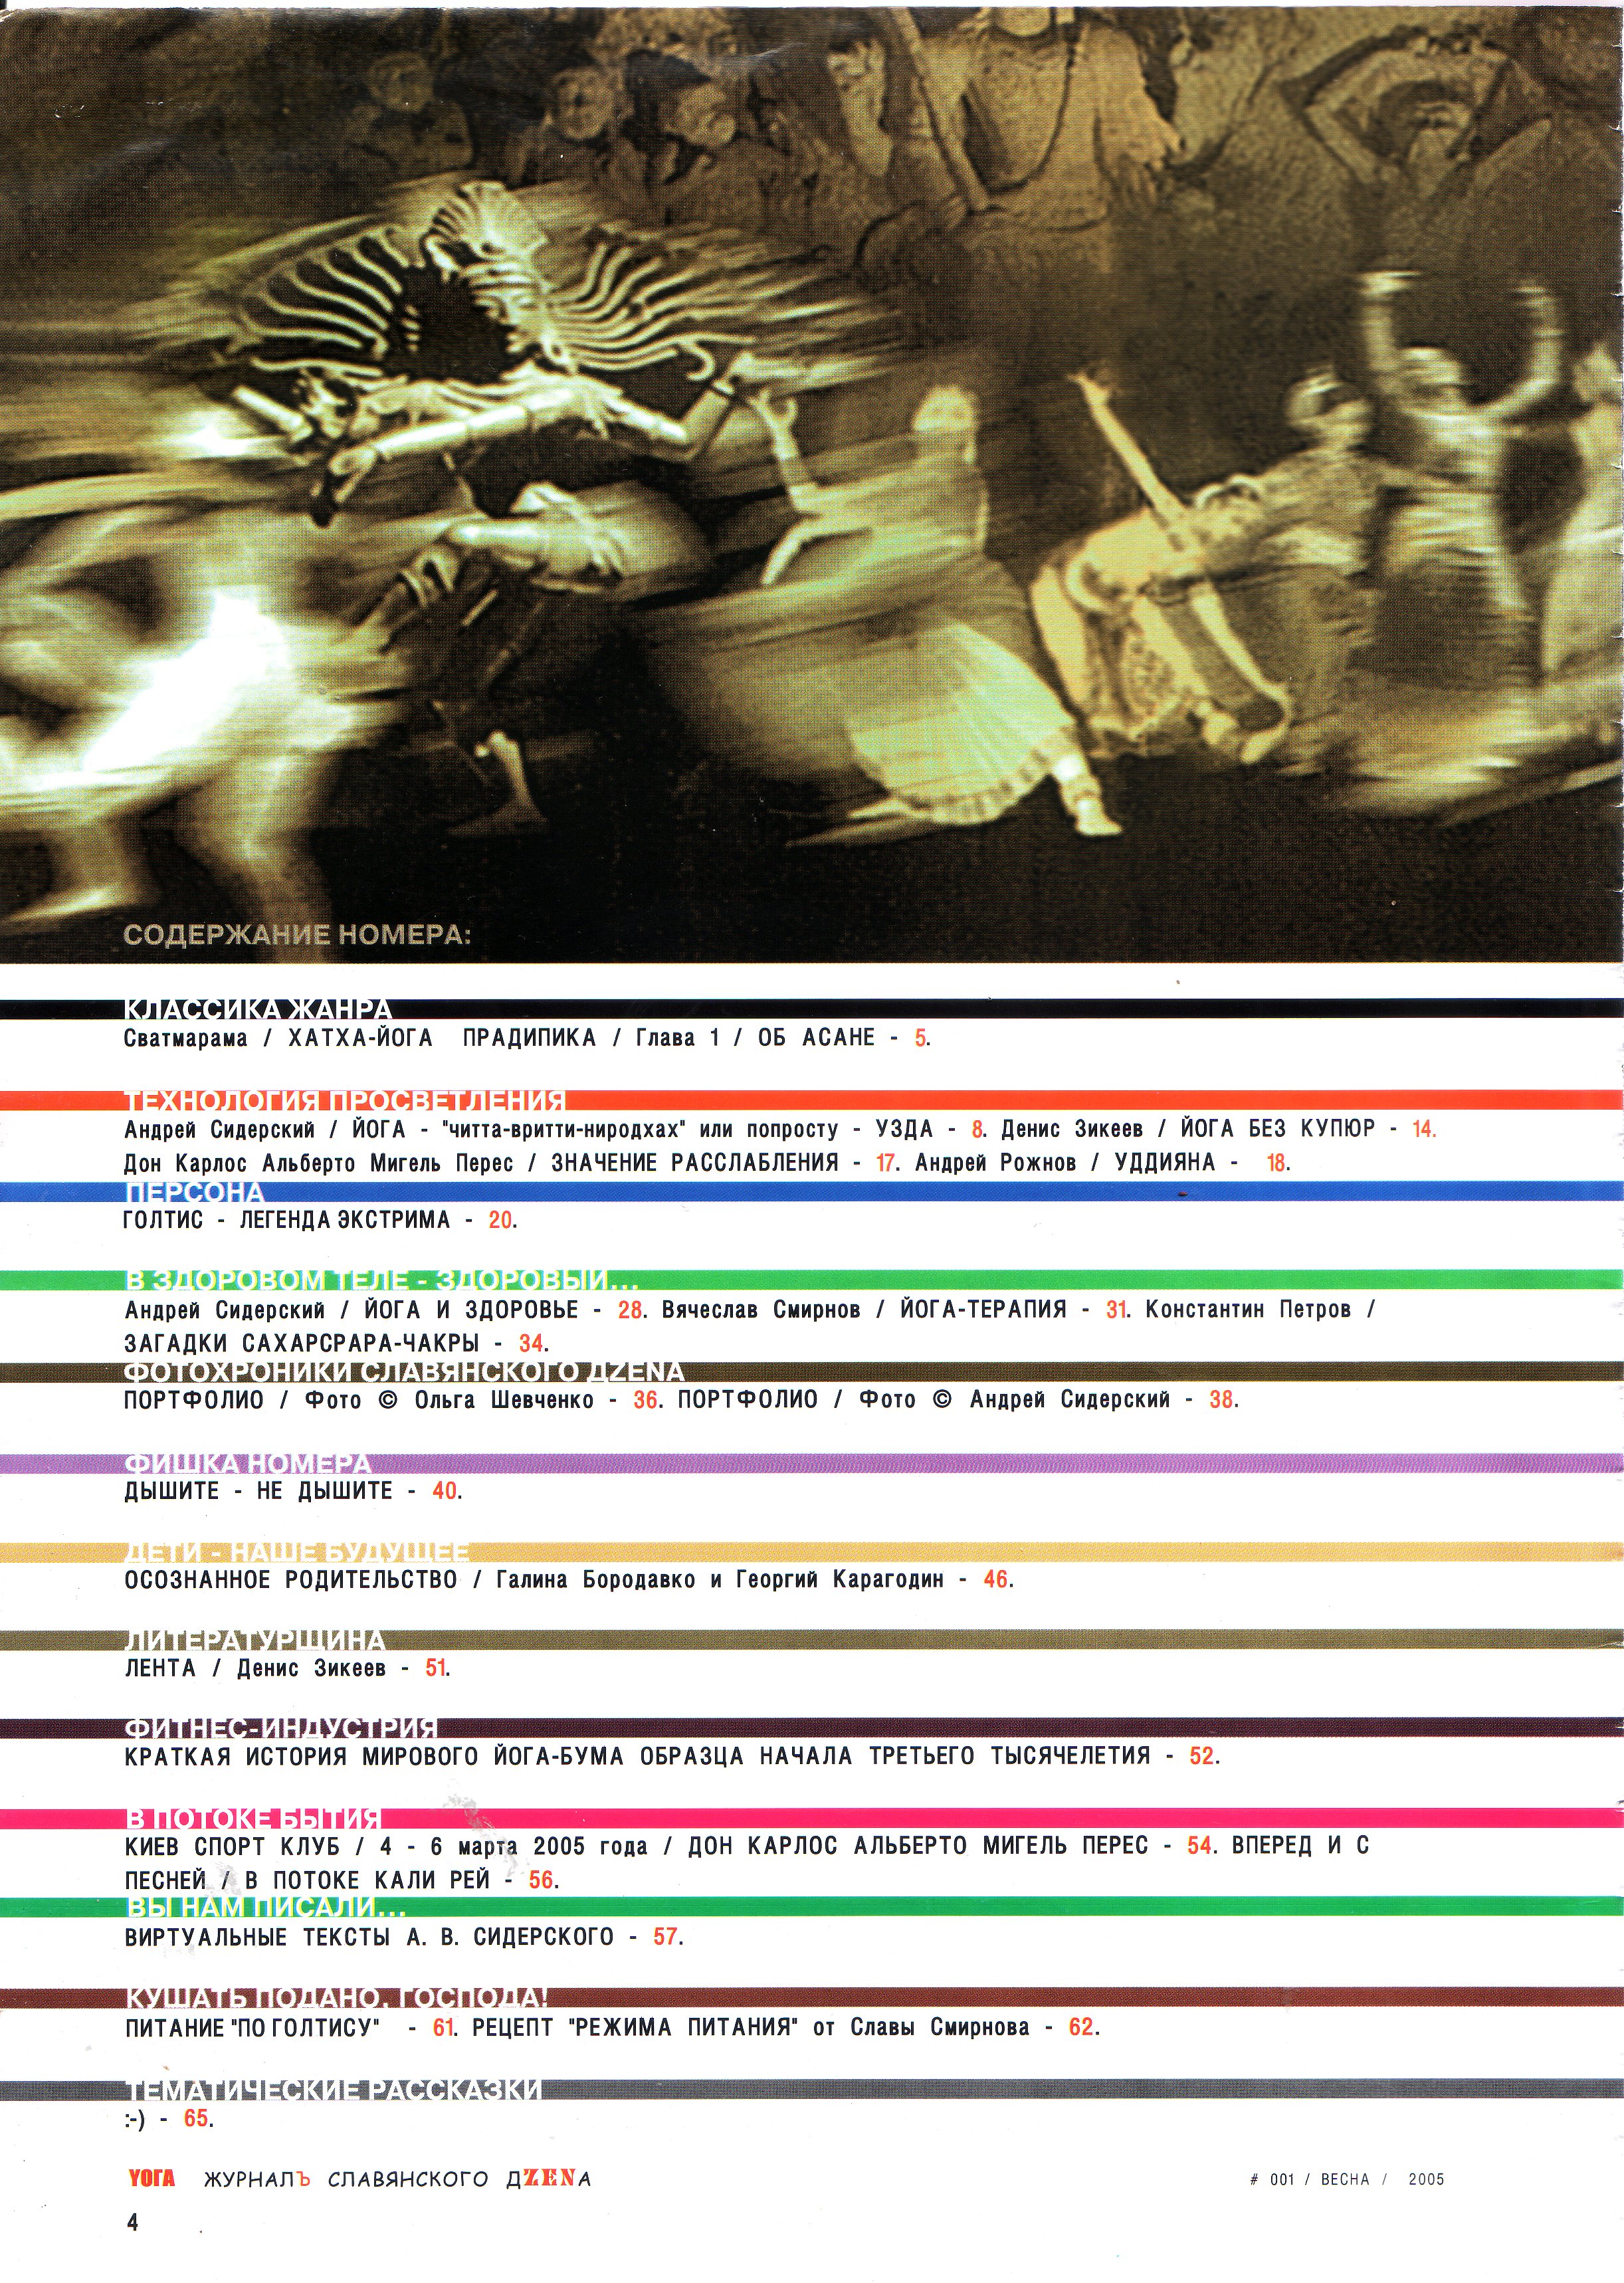 СОДЕРЖАНИЕ НОМЕРА:
КЛАССИКА ЖАНРА
Сватмарама / ХАТХА-ЙОГА ПРАДИПИКА / Глава 1 / ОБ АСАНЕ - 5.
ТЕХНОЛОГИЯ ПРОСВЕТЛЕНИЯ
Андрей Сидерский / ЙОГА - "читта-вритти-ниродхах" или попросту - УЗДА - 8. Денис Зикеев / ЙОГА БЕЗ КУПЮР - 14.
Дон Карлос Альберто Мигель Перес / ЗНАЧЕНИЕ РАССЛАБЛЕНИЯ - 17. Андрей Рожнов / УДДИЯНА - 18.
ПЕРСОНА
ГОЛТИС - ЛЕГЕНДА ЭКСТРИМА - 20.
В ЗДОРОВОМ ТЕЛЕ - ЗДОРОВЫЙ...
Андрей Сидерский / ЙОГА И ЗДОРОВЬЕ - 28. Вячеслав Смирнов / ЙОГА-ТЕРАПИЯ - 31. Константин Петров /
ЗАГАДКИ САХАРСРАРА-ЧАКРЫ - 34.
ФОТОХРОНИКИ СЛАВЯНСКОГО ДZENA
ПОРТФОЛИО / Фото © Ольга Шевченко - 36. ПОРТФОЛИО / Фото © Андрей Сидерский - 38.
ФИШКА НОМЕРА
ДЫШИТЕ - НЕ ДЫШИТЕ - 40.
ДЕТИ - НАШЕ БУДУЩЕЕ
ОСОЗНАННОЕ РОДИТЕЛЬСТВО / Галина Бородавко и Георгий Карагодин - 46.
ЛИТЕРАТУРЩИНА
ЛЕНТА / Денис Зикеев - 51.
ФИТНЕС-ИНДУСТРИЯ
КРАТКАЯ ИСТОРИЯ МИРОВОГО ЙОГА-БУМА ОБРАЗЦА НАЧАЛА ТРЕТЬЕГО ТЫСЯЧЕЛЕТИЯ - 52.
В ПОТОКЕ БЫТИЯ
КИЕВ СПОРТ КЛУБ / 4 - 6 марта 2005 года / ДОН КАРЛОС АЛЬБЕРТО МИГЕЛЬ ПЕРЕС - 54. ВПЕРЕД И С
ПЕСНЕЙ / В ПОТОКЕ КАЛИ РЕЙ - 56.
ВЫ НАМ ПИСАЛИ...
ВИРТУАЛЬНЫЕ ТЕКСТЫ А. В. СИДЕРСКОГО - 57.
КУШАТЬ ПОДАНО, ГОСПОДА!
ПИТАНИЕ "ПО ГОЛТИСУ" - 61. РЕЦЕПТ "РЕЖИМА ПИТАНИЯ" от Славы Смирнова - 62.
ТЕМАТИЧЕСКИЕ РАССКАЗКИ
:-) - 65.
YOГА ЖУРНАЛЪ СЛАВЯНСКОГО ДZENА # 001 / ВЕСНА / 2005
4